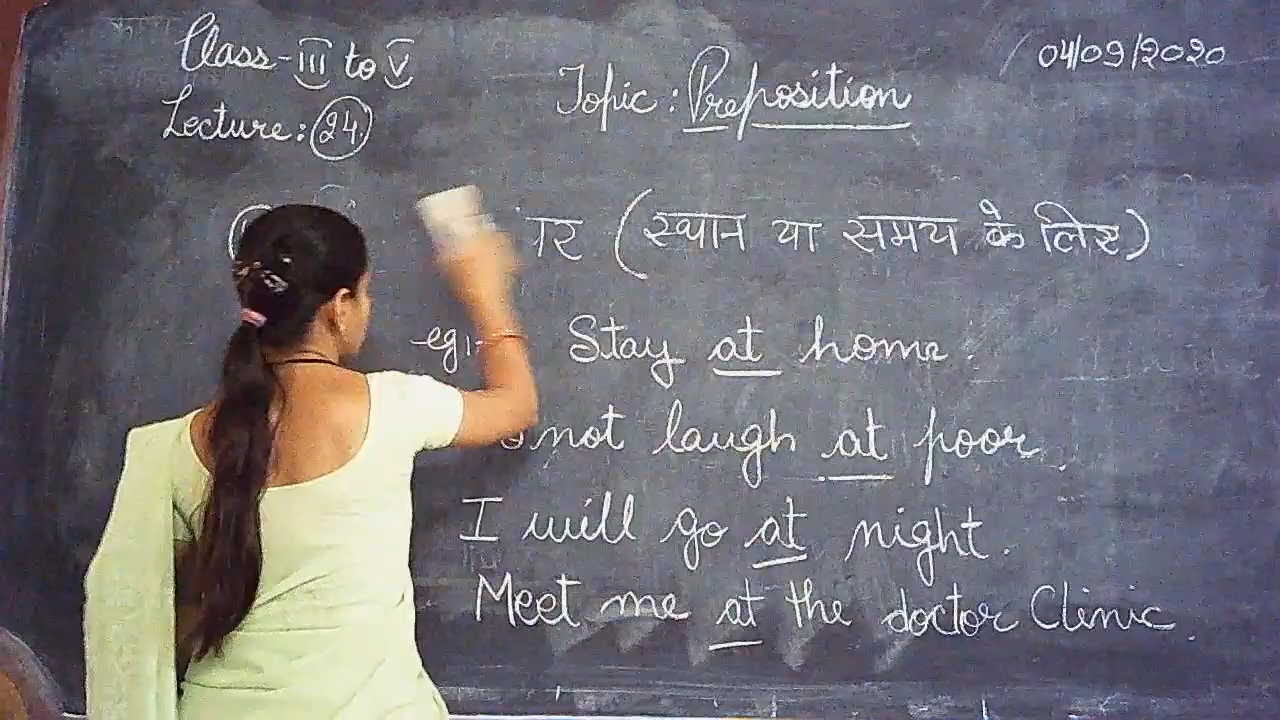 Class-III to V
Lecture: 24.
Topic: Preposition
04/09/2020
(स्थान या समय के लिए)
eg:- Stay at home.
not laugh at poor.
I will go at night.
Meet me at the doctor Clinic.